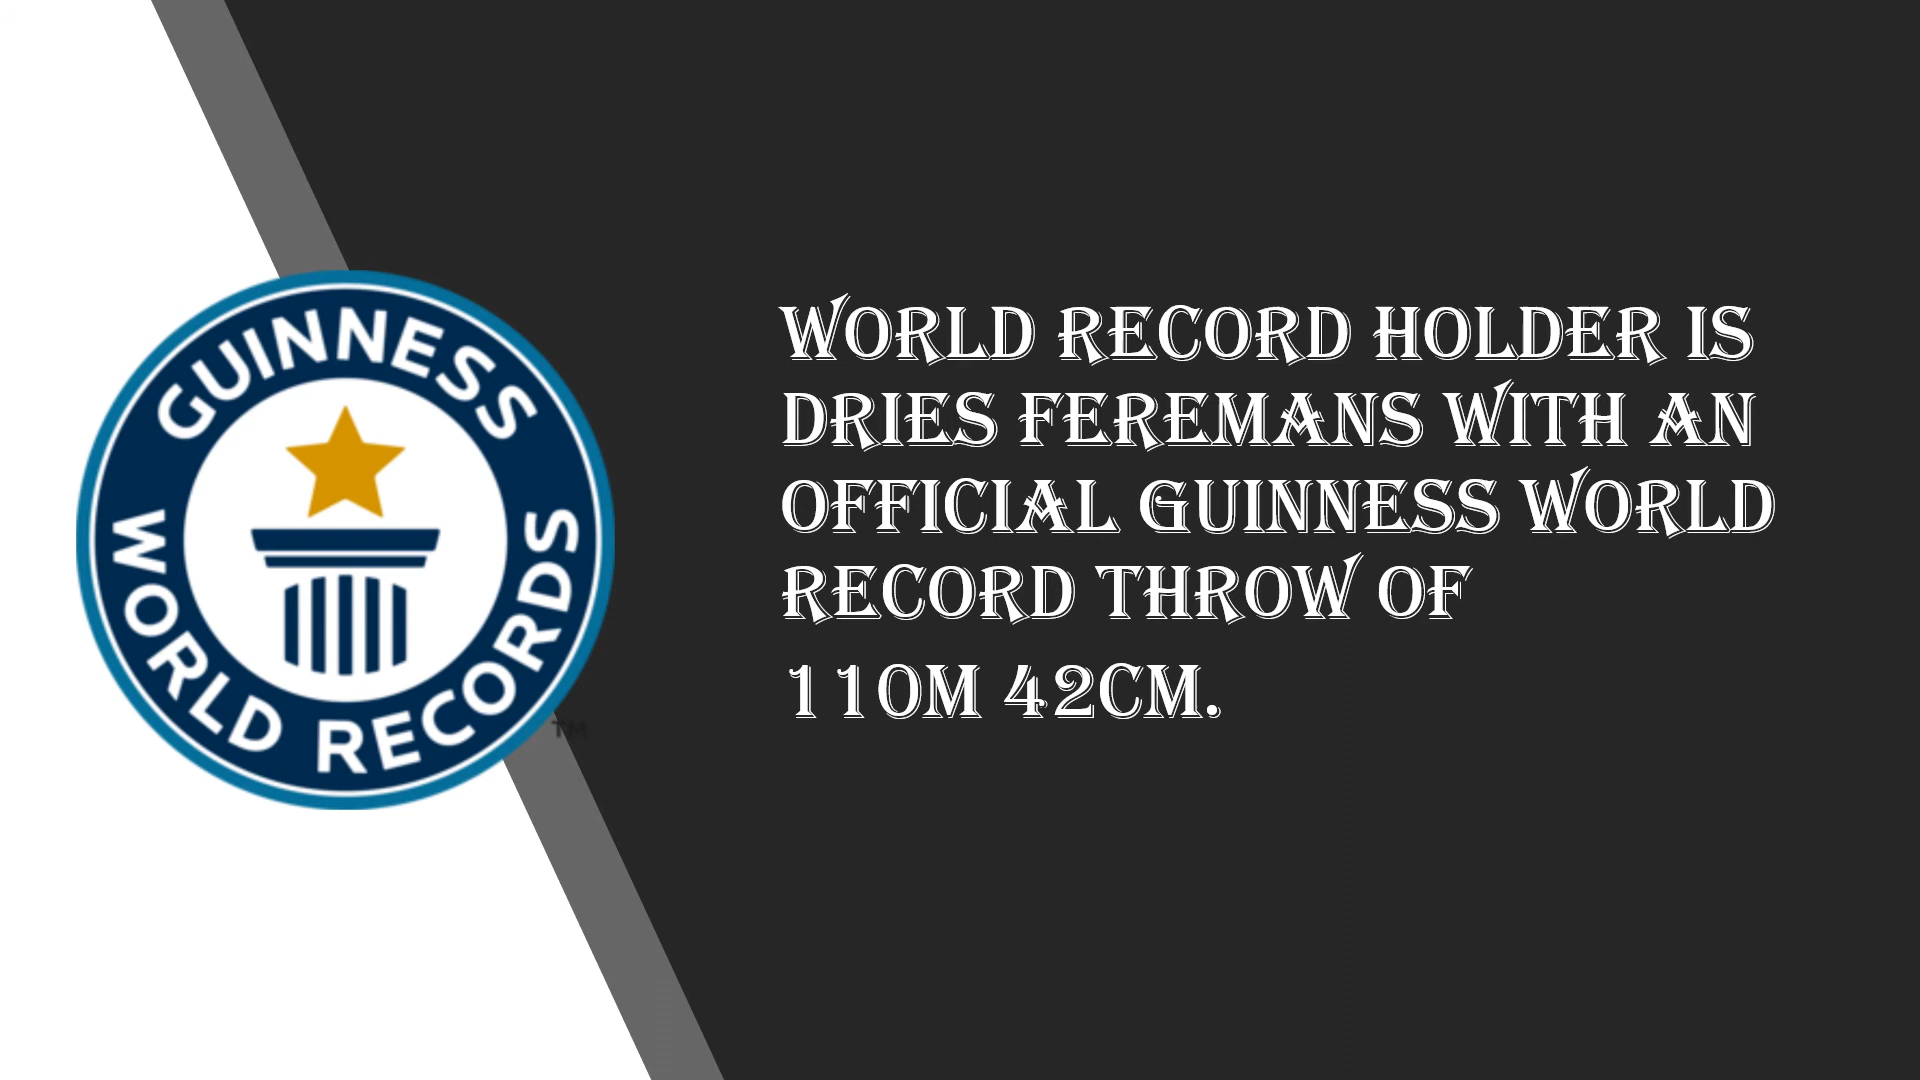 GUINNESS
WORLD RECORDS
TM
WORLD RECORD HOLDER IS
DRIES FEREMANS WITH AN
OFFICIAL GUINNESS WORLD
RECORD THROW OF
110M 42CM.